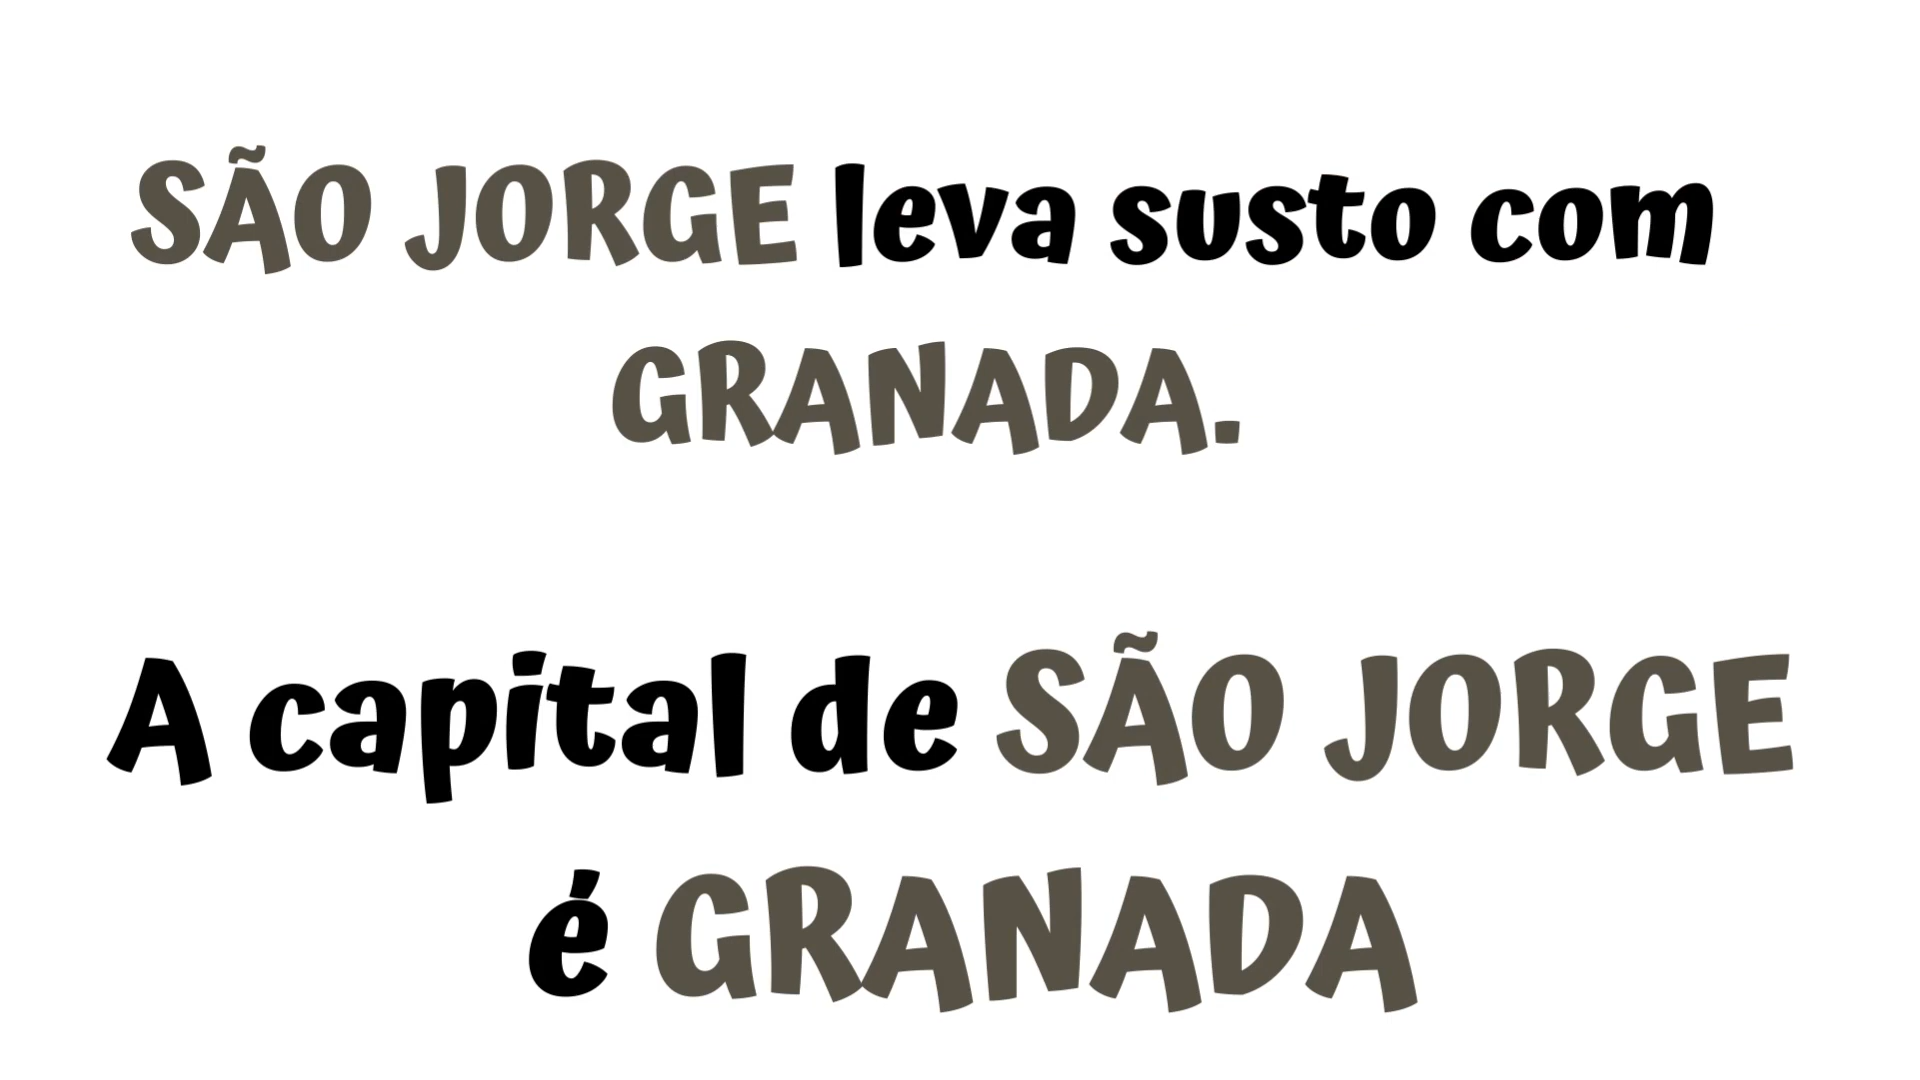 SÃO JORGE leva susto com
GRANADA.
A capital de SÃO JORGE
é GRANADA